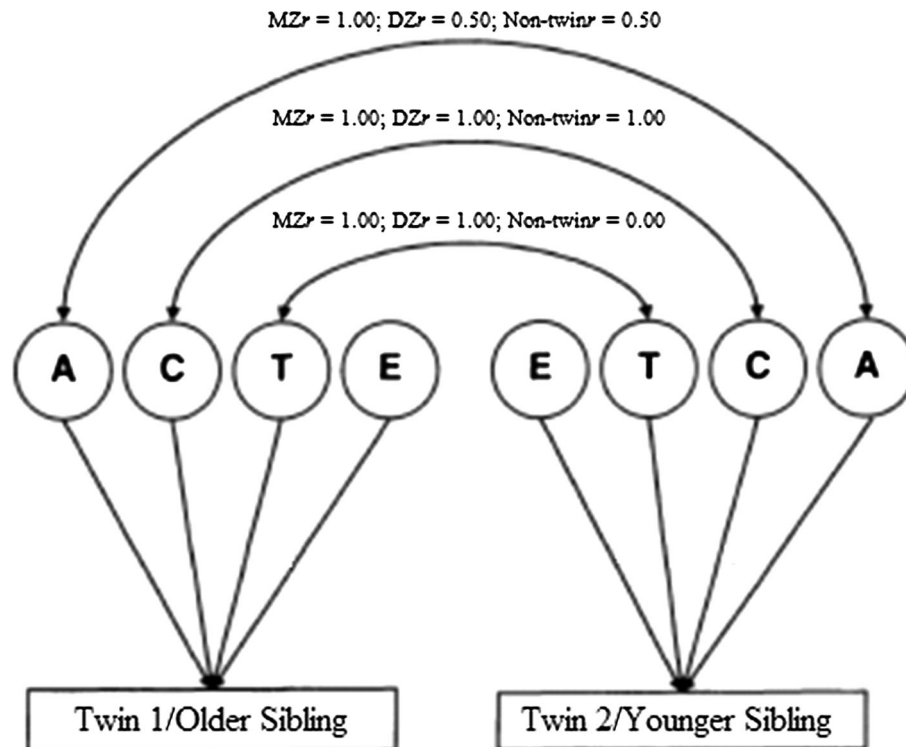 MZr = 1.00; DZr = 0.50; Non-twinr = 0.50
MZr = 1.00; DZr = 1.00; Non-twinr = 1.00
MZr = 1.00; DZr = 1.00; Non-twinr = 0.00
A C T E E T C A
Twin 1/Older Sibling Twin 2/Younger Sibling